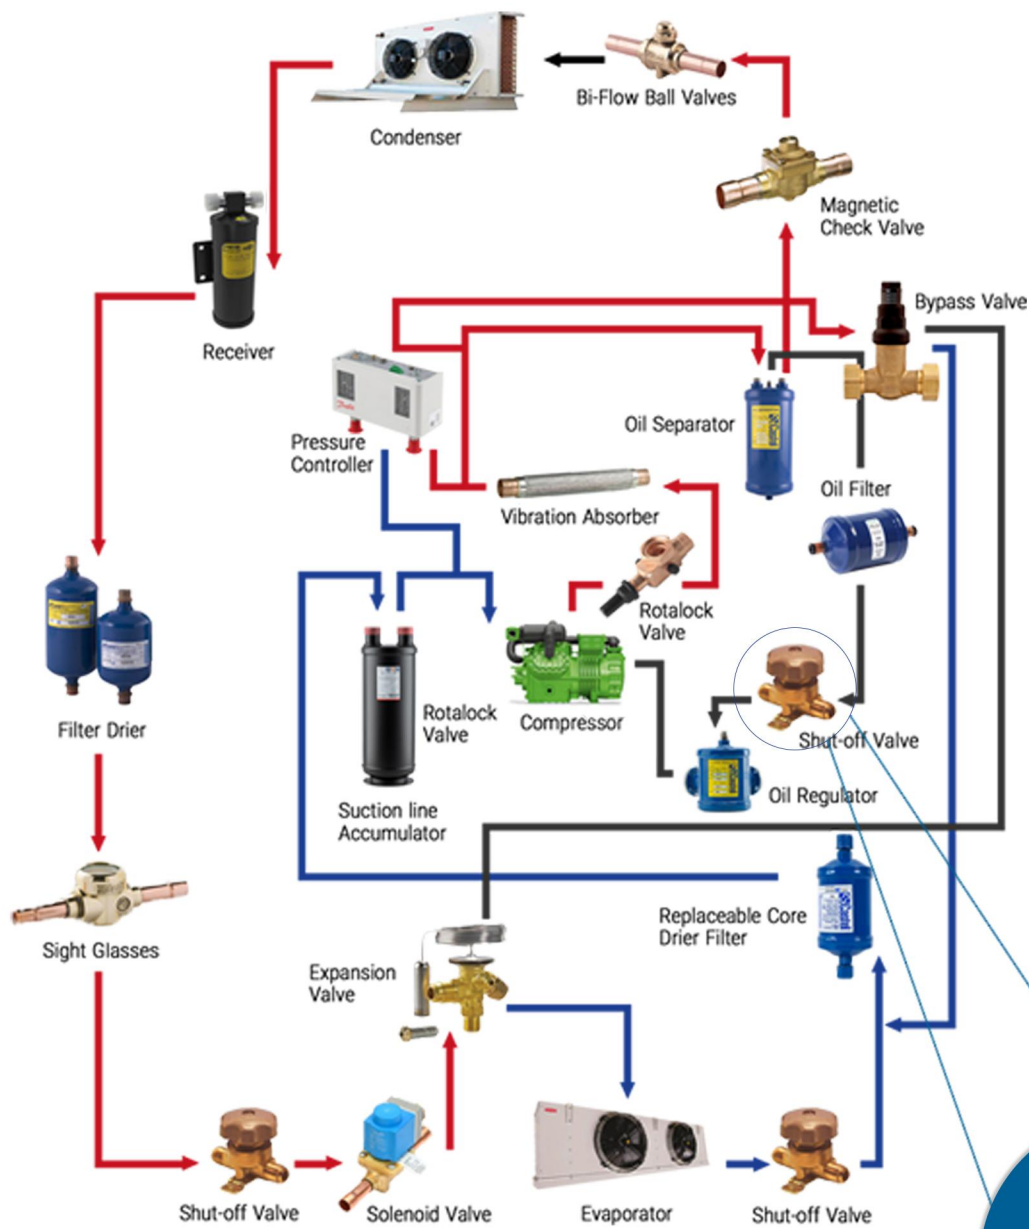 Bi-Flow Ball Valves
Condenser
Magnetic
Check Valve
Bypass Valve
Receiver
Pressure
Controller
Oil Separator
Oil Filter
Vibration Absorber
Rotalock
Valve
Filter Drier
Rotalock
Valve
Compressor
Shut-off Valve
Suction line
Accumulator
Oil Regulator
Sight Glasses
Replaceable Core
Drier Filter
Expansion
Valve
Shut-off Valve
Solenoid Valve
Evaporator
Shut-off Valve